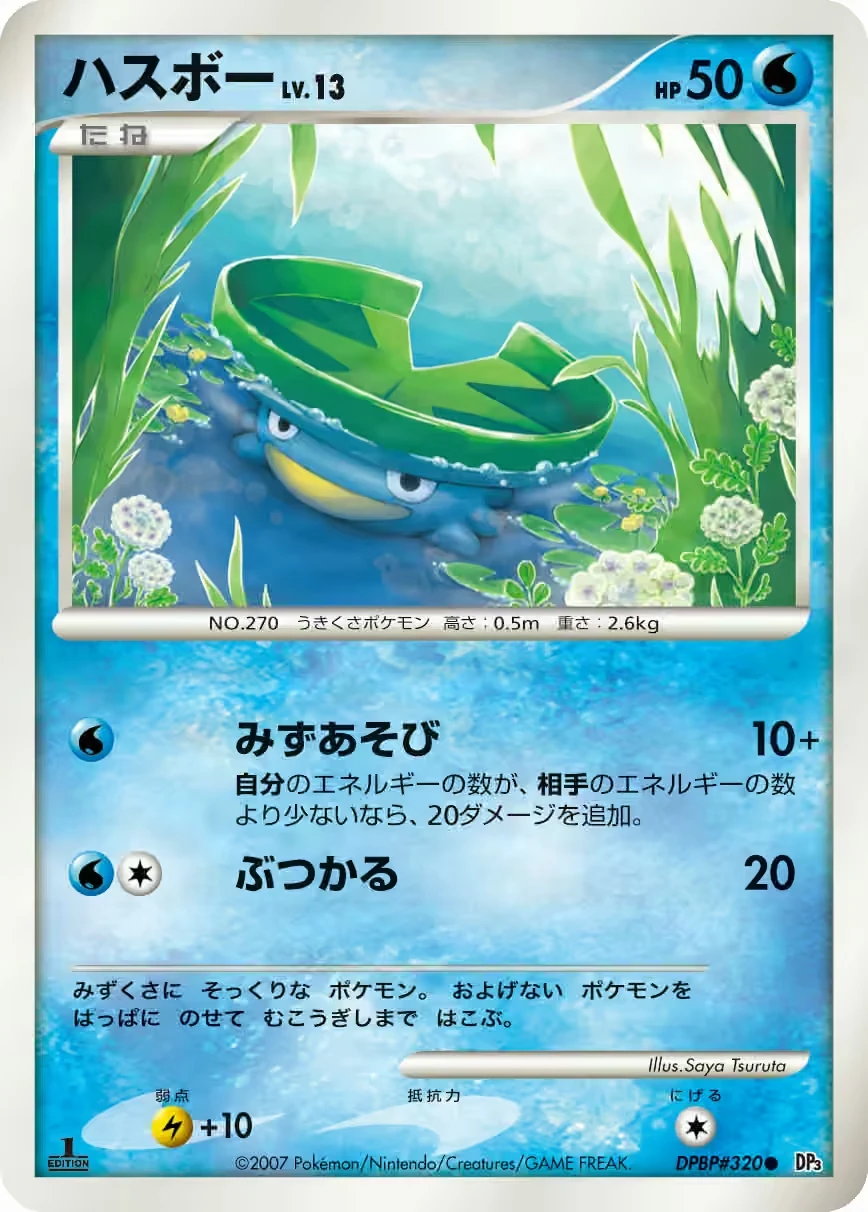 ハスボー LV.13 HP 50
たね
NO.270 うきくさポケモン 高さ：0.5m 重さ：2.6kg
みずあそび 10+
自分のエネルギーの数が、相手のエネルギーの数
より少ないなら、20ダメージを追加。
ぶつかる 20
みずくさに そっくりな ポケモン。 およげない ポケモンを
はっぱに のせて むこうぎしまで はこぶ。
Illus.Saya Tsuruta
弱点 抵抗力 にげる
+10
1
EDITION
©2007 Pokémon/Nintendo/Creatures/GAME FREAK. DPBP#320● DP3